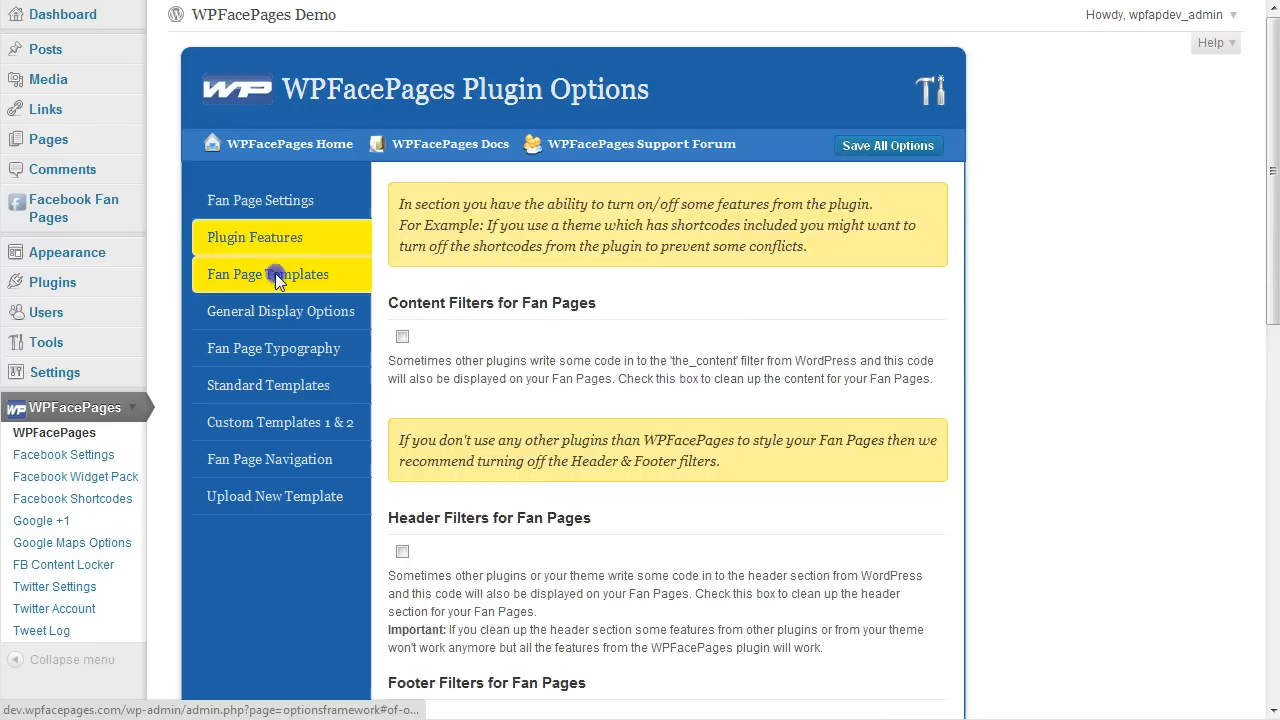 Dashboard
WPFacePages Demo
Howdy, wpfapdev_admin
Help
Posts
Media
Links
Pages
Comments
Facebook Fan
Pages
Appearance
Plugins
Users
Tools
Settings
WPFacePages
WPFacePages
Facebook Settings
Facebook Widget Pack
Facebook Shortcodes
Google +1
Google Maps Options
FB Content Locker
Twitter Settings
Twitter Account
Tweet Log
Collapse menu
WP WPFacePages Plugin Options
WPFacePages Home
WPFacePages Docs
WPFacePages Support Forum
Save All Options
Fan Page Settings
Plugin Features
Fan Page Templates
General Display Options
Fan Page Typography
Standard Templates
Custom Templates 1 & 2
Fan Page Navigation
Upload New Template
In section you have the ability to turn on/off some features from the plugin.
For Example: If you use a theme which has shortcodes included you might want to
turn off the shortcodes from the plugin to prevent some conflicts.
Content Filters for Fan Pages
Sometimes other plugins write some code in to the 'the_content' filter from WordPress and this code
will also be displayed on your Fan Pages. Check this box to clean up the content for your Fan Pages.
If you don't use any other plugins than WPFacePages to style your Fan Pages then we
recommend turning off the Header & Footer filters.
Header Filters for Fan Pages
Sometimes other plugins or your theme write some code in to the header section from WordPress
and this code will also be displayed on your Fan Pages. Check this box to clean up the header
section for your Fan Pages.
Important: If you clean up the header section some features from other plugins or from your theme
won't work anymore but all the features from the WPFacePages plugin will work.
Footer Filters for Fan Pages
dev.wpfacepages.com/wp-admin/admin.php?page=optionsframework#of-o...